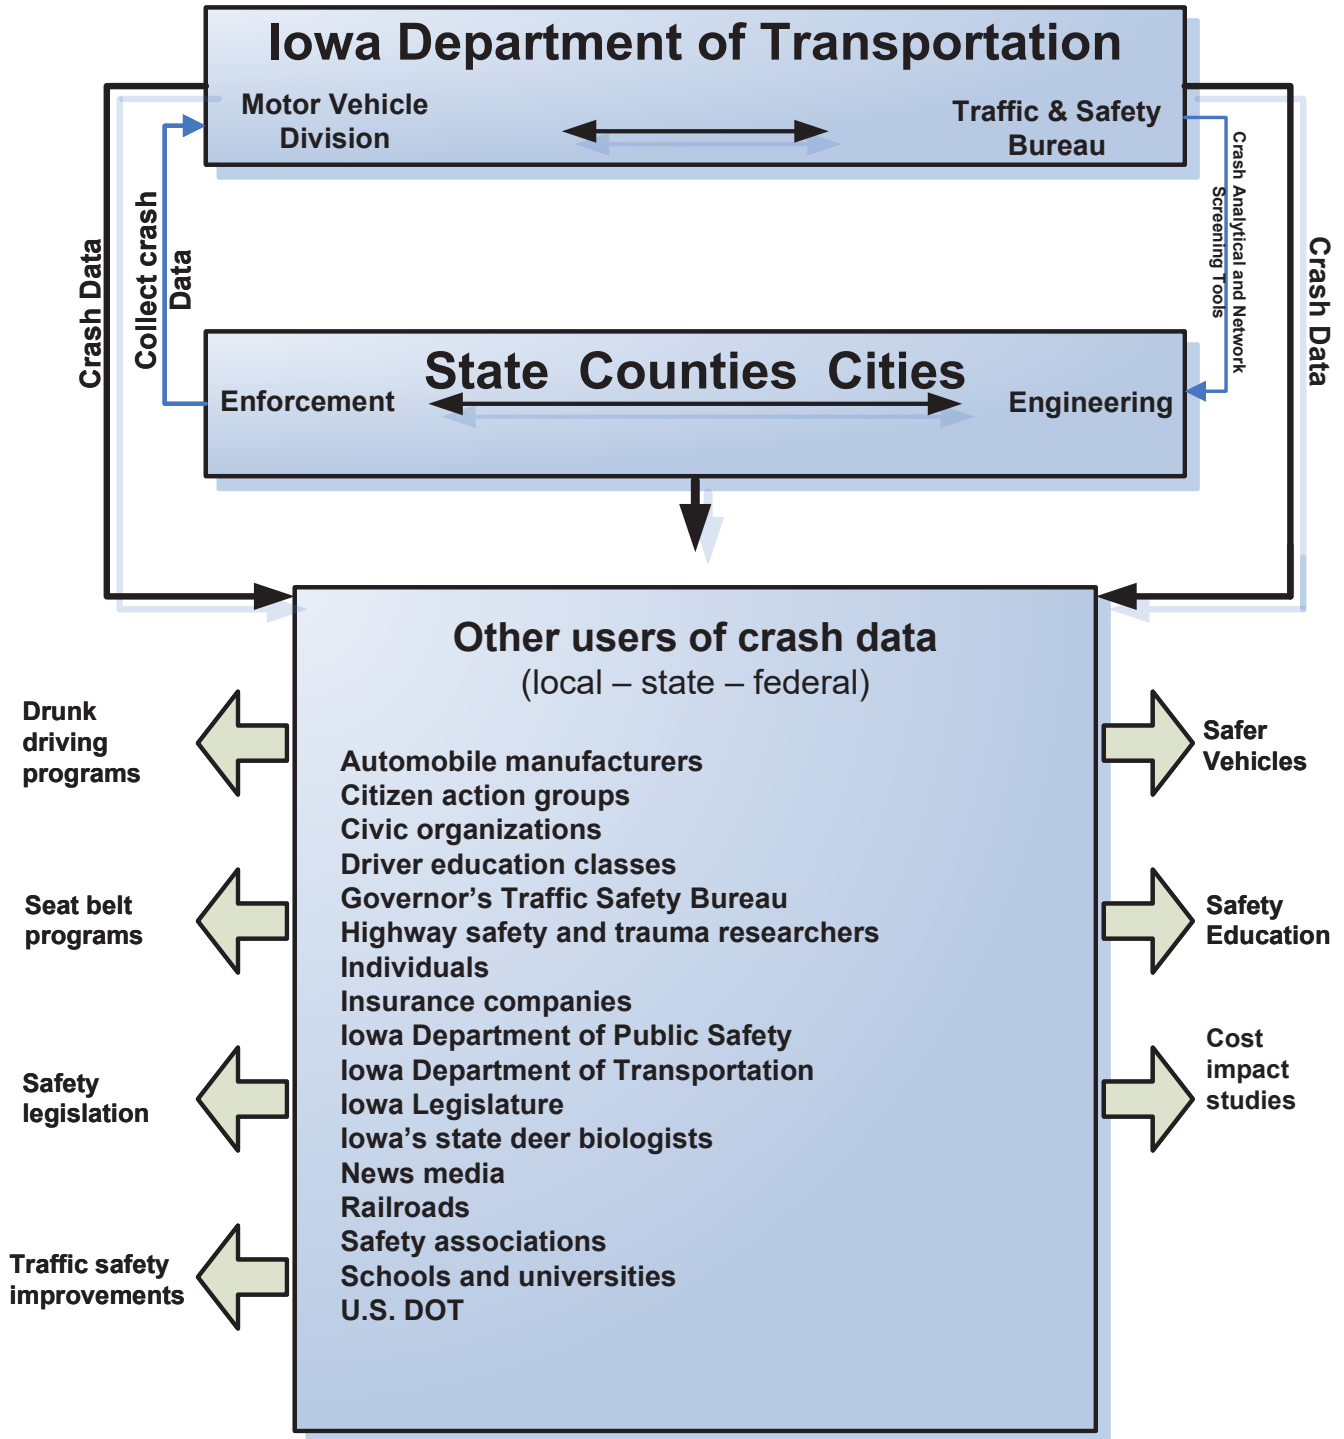 Iowa Department of Transportation
Motor Vehicle
Division
Traffic & Safety
Bureau
Crash Data
Collect crash
Data
Crash Analytical and Network
Screening Tools
Crash Data
State Counties Cities
Enforcement
Engineering
Other users of crash data
(local – state – federal)
Automobile manufacturers
Citizen action groups
Civic organizations
Driver education classes
Governor’s Traffic Safety Bureau
Highway safety and trauma researchers
Individuals
Insurance companies
Iowa Department of Public Safety
Iowa Department of Transportation
Iowa Legislature
Iowa’s state deer biologists
News media
Railroads
Safety associations
Schools and universities
U.S. DOT
Drunk
driving
programs
Seat belt
programs
Safety
legislation
Traffic safety
improvements
Safer
Vehicles
Safety
Education
Cost
impact
studies